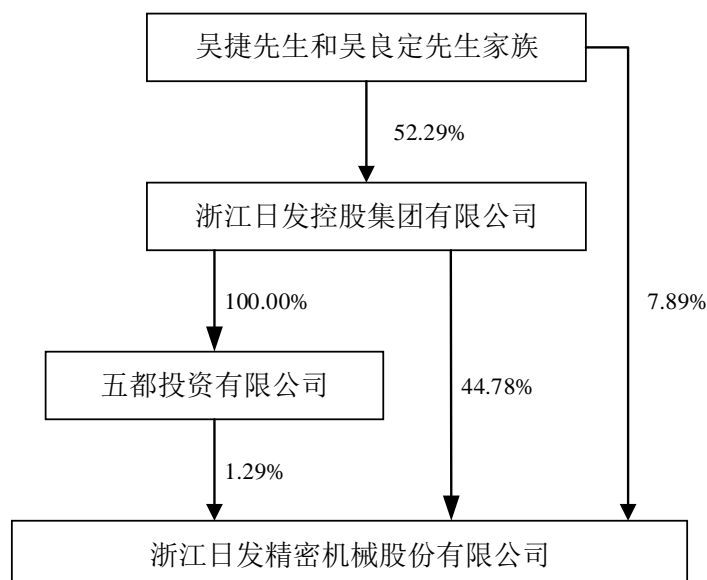 吴捷先生和吴良定先生家族
52.29%
浙江日发控股集团有限公司
100.00%
7.89%
五都投资有限公司
44.78%
1.29%
浙江日发精密机械股份有限公司